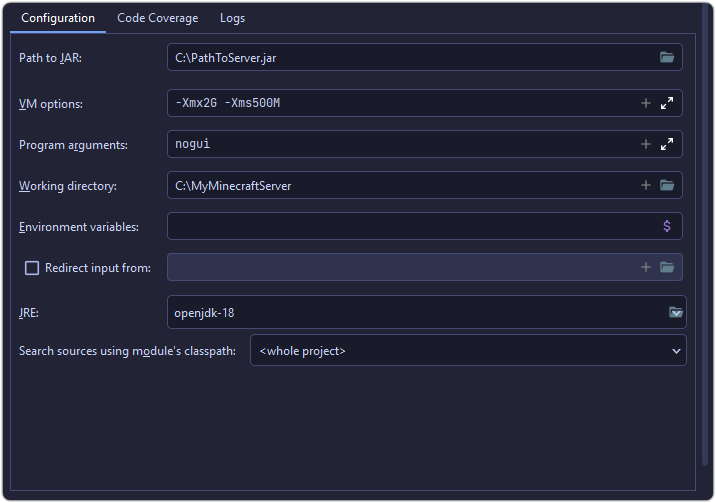 Configuration Code Coverage Logs
Path to JAR: C:\PathToServer.jar
VM options: -Xmx2G -Xms500M
Program arguments: nogui
Working directory: C:\MyMinecraftServer
Environment variables: $
Redirect input from:
JRE: openjdk-18
Search sources using module's classpath: <whole project>